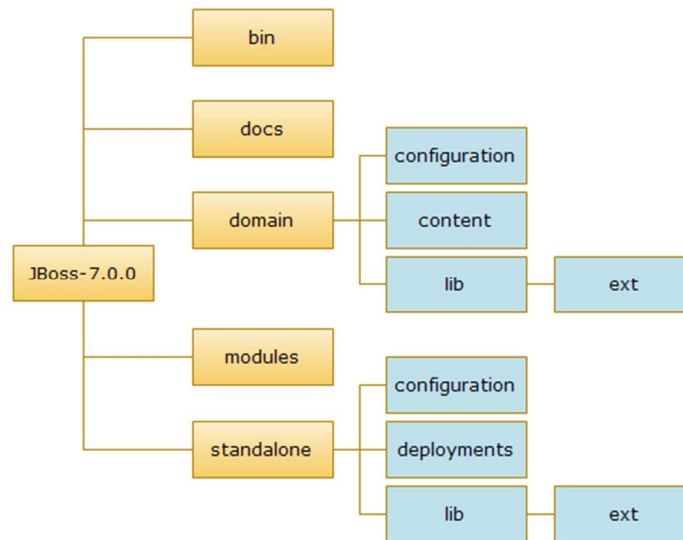 bin
docs
configuration
domain
content
JBoss-7.0.0
lib
ext
modules
configuration
standalone
deployments
lib
ext